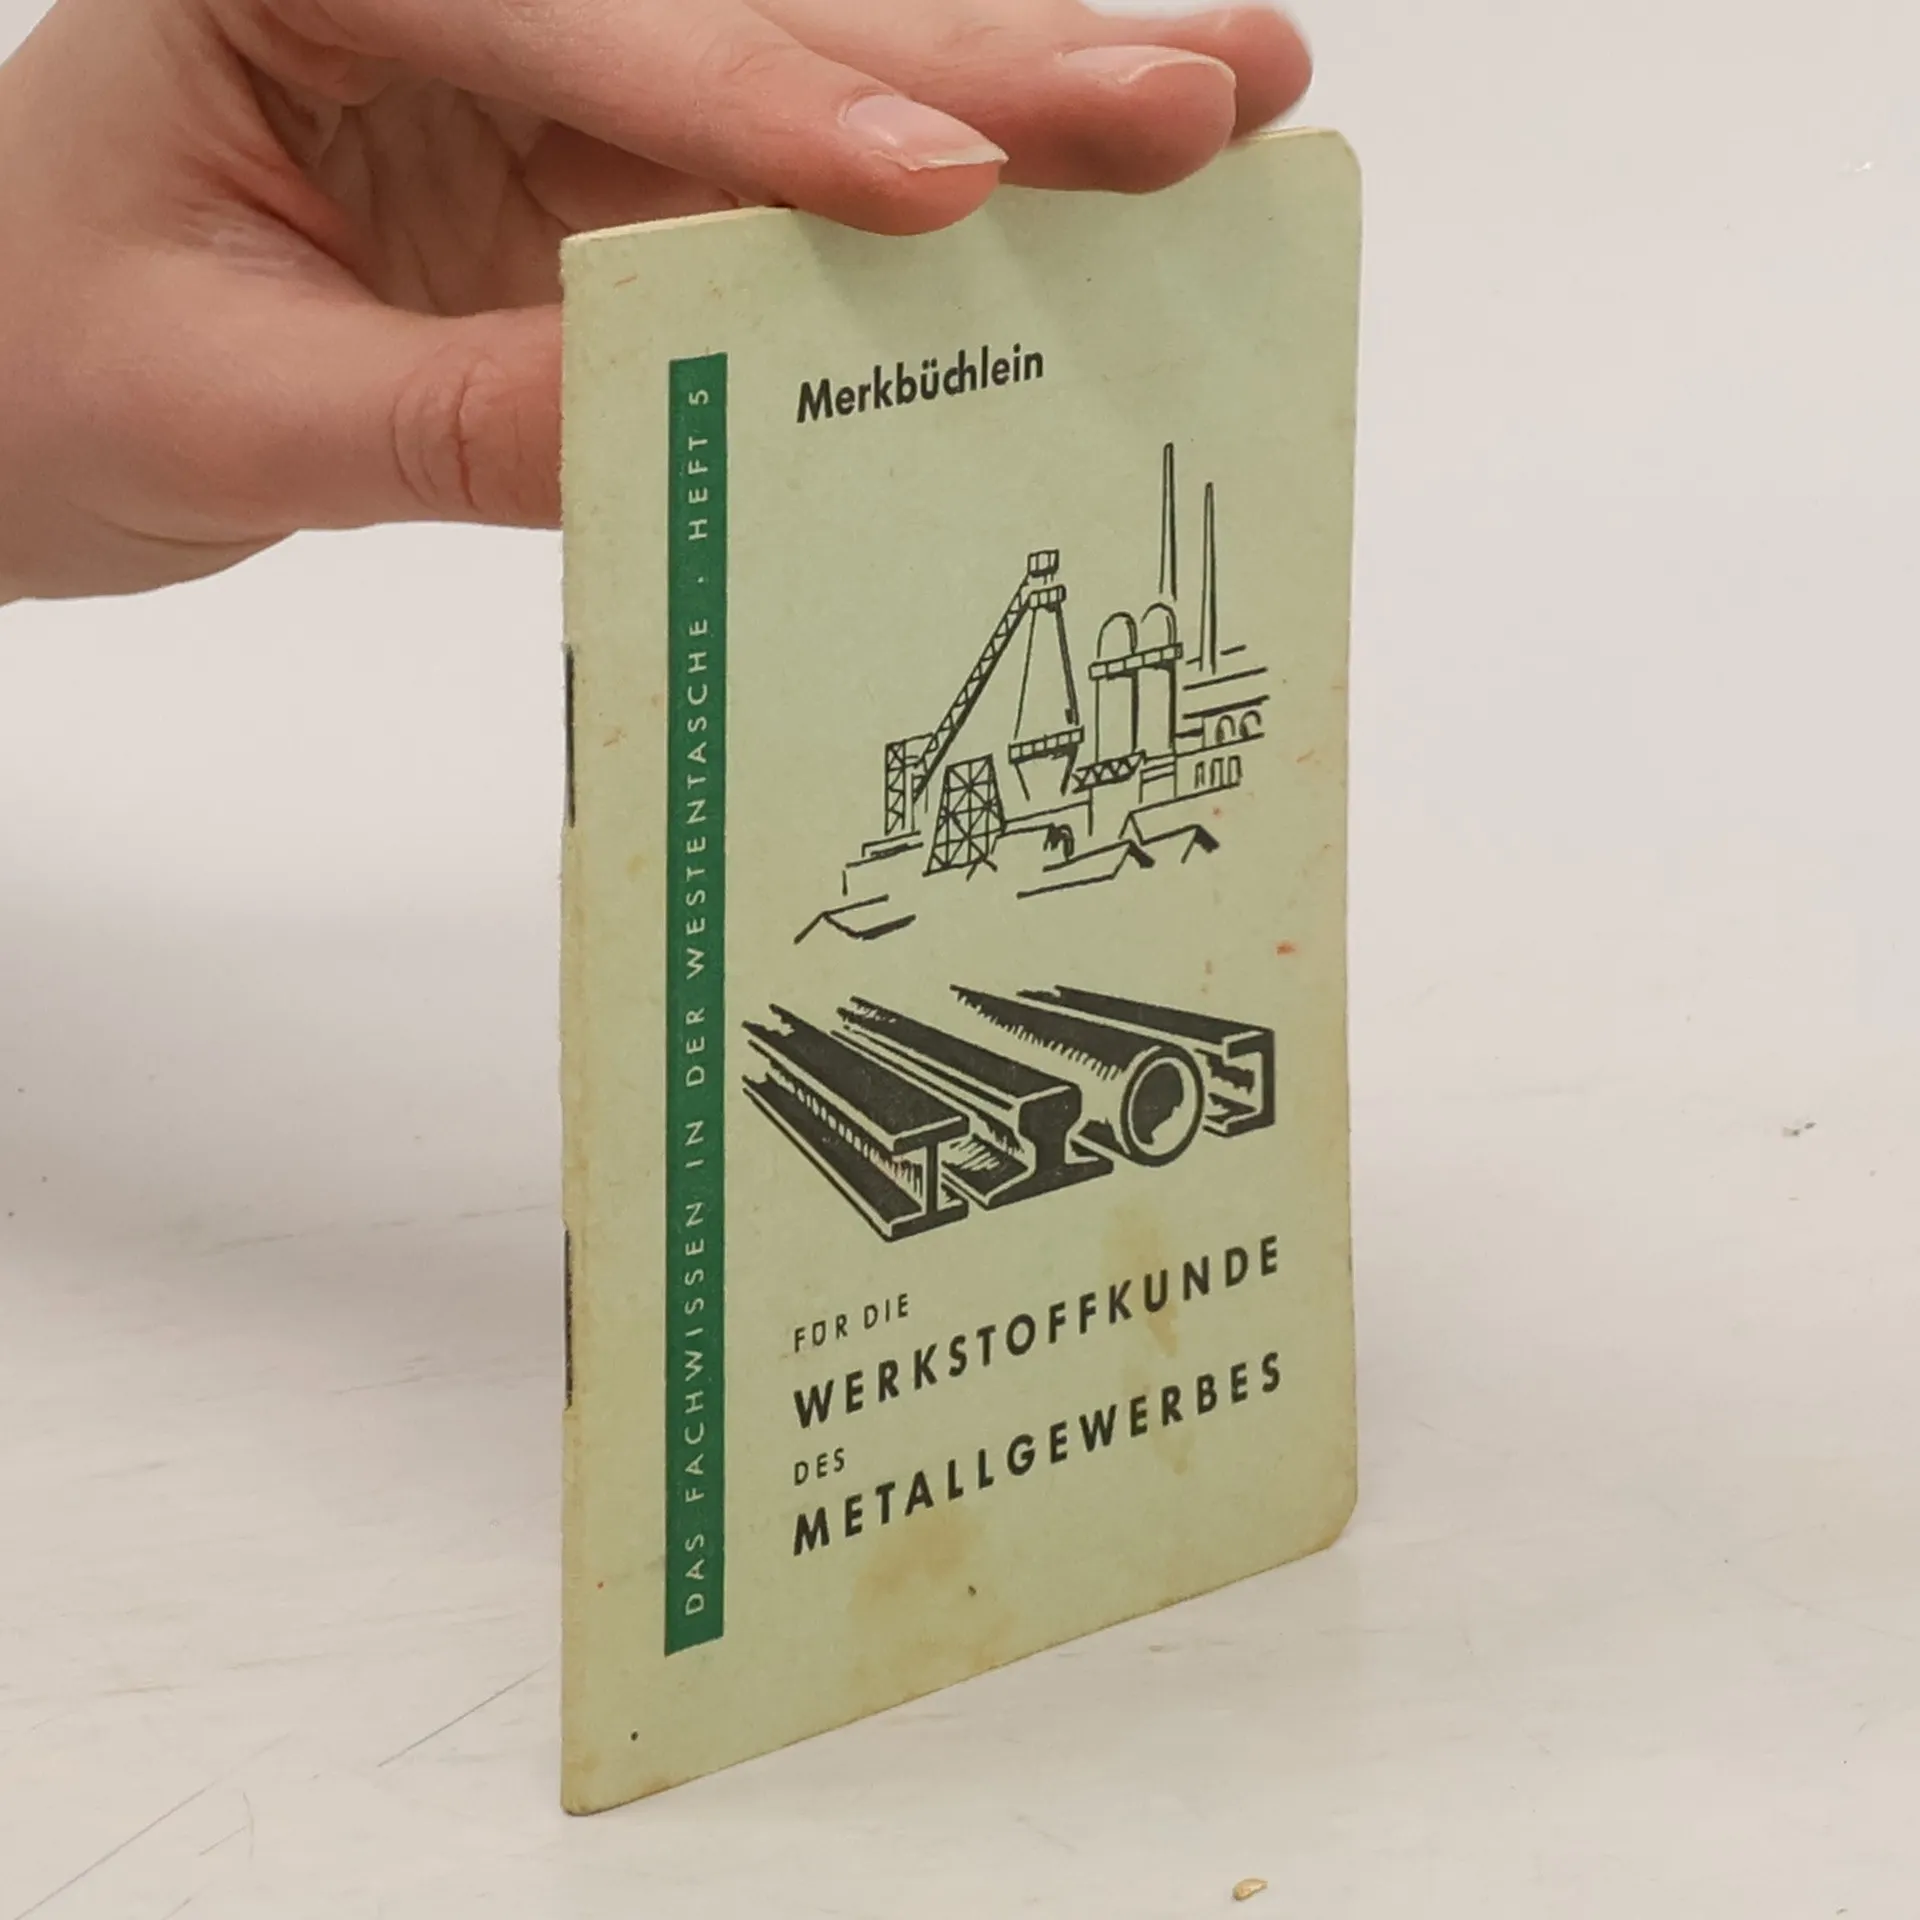 Merkbüchlein
DAS FACHWISSEN IN DER WESTENTASCHE · HEFT 5
FÜR DIE
WERKSTOFFKUNDE
DES
METALLGEWERBES